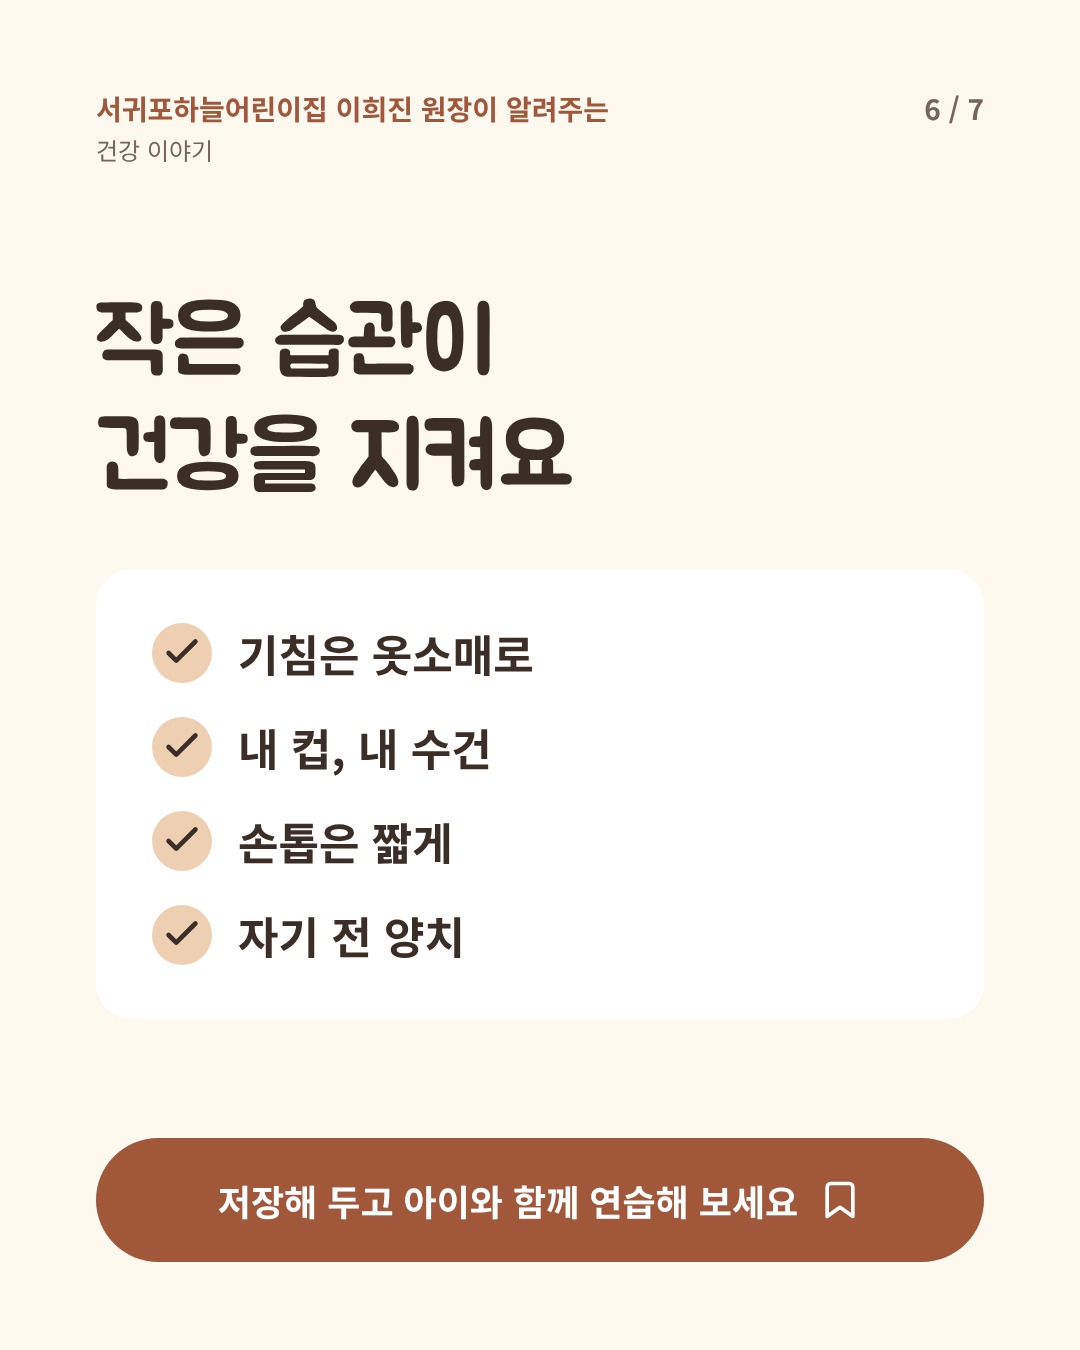 서귀포하늘어린이집 이희진 원장이 알려주는
6 / 7
건강 이야기
작은 습관이
건강을 지켜요
기침은 옷소매로
내 컵, 내 수건
손톱은 짧게
자기 전 양치
저장해 두고 아이와 함께 연습해 보세요